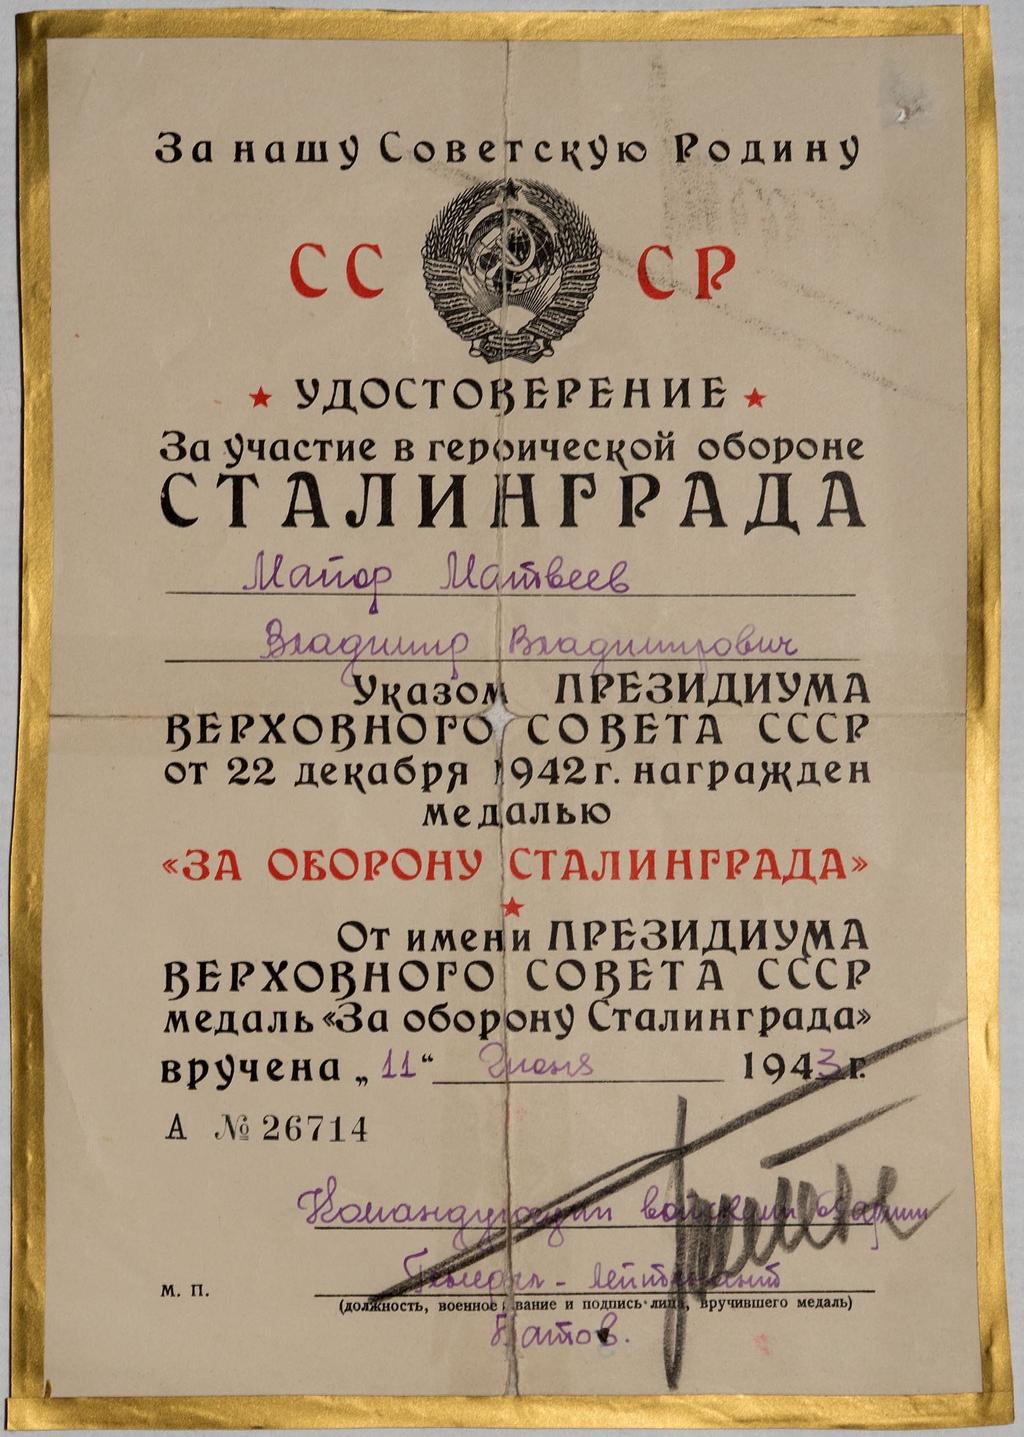 За нашу Советскую Родину
СС СР
УДОСТОВЕРЕНИЕ
За участие в героической обороне
СТАЛИНГРАДА
Майор Матвеев
Владимир Владимирович
Указом ПРЕЗИДИУМА
ВЕРХОВНОГО СОВЕТА СССР
от 22 декабря 1942 г. награжден
медалью
«ЗА ОБОРОНУ СТАЛИНГРАДА»
От имени ПРЕЗИДИУМА
ВЕРХОВНОГО СОВЕТА СССР
медаль «За оборону Сталинграда»
вручена „11“ Июня 1943 г.
А № 26714
Командующий войсками армии
Генерал-лейтенант
М. П.
(должность, военное звание и подпись лица, вручившего медаль)
Батов.